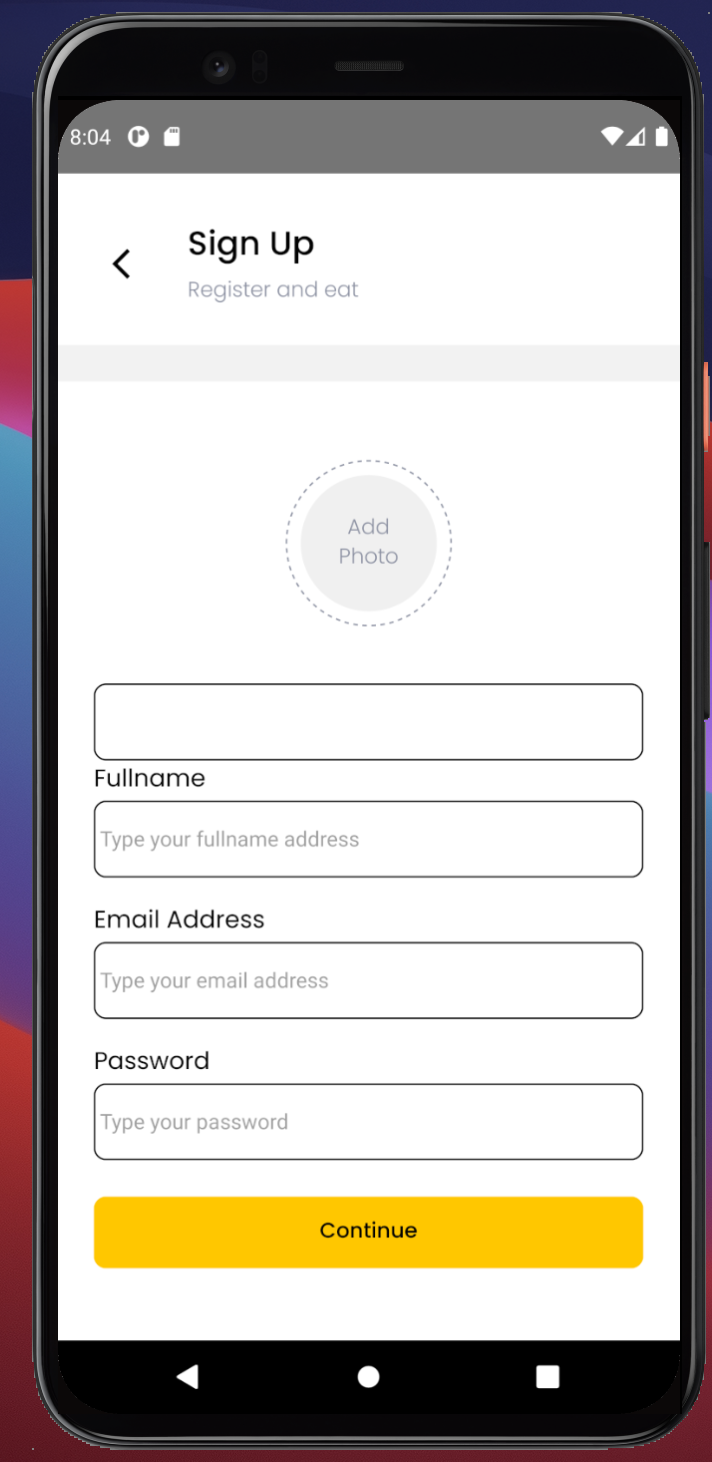 8:04
Sign Up
Register and eat
Add
Photo
Fullname
Type your fullname address
Email Address
Type your email address
Password
Type your password
Continue